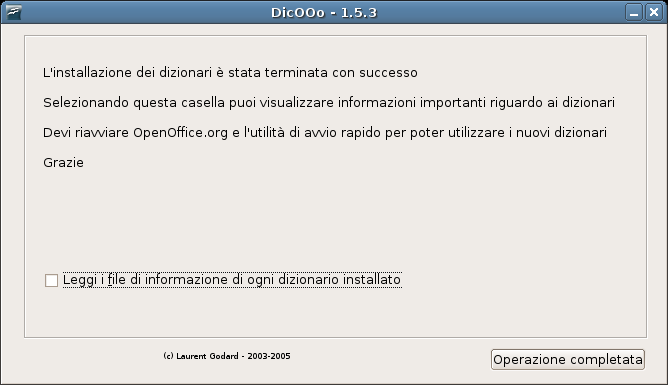 DicOOo - 1.5.3
L'installazione dei dizionari è stata terminata con successo
Selezionando questa casella puoi visualizzare informazioni importanti riguardo ai dizionari
Devi riavviare OpenOffice.org e l'utilità di avvio rapido per poter utilizzare i nuovi dizionari
Grazie
Leggi i file di informazione di ogni dizionario installato
(c) Laurent Godard - 2003-2005
Operazione completata